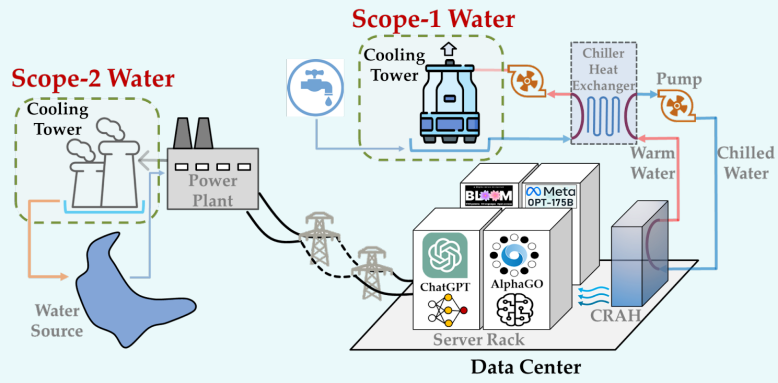 Scope-1 Water
Scope-2 Water
Cooling
Tower
Cooling
Tower
Chiller
Heat
Exchanger
Pump
Power
Plant
Warm
Water
Chilled
Water
BLOOM
Meta
OPT-175B
ChatGPT
AlphaGO
Water
Source
CRAH
Server Rack
Data Center